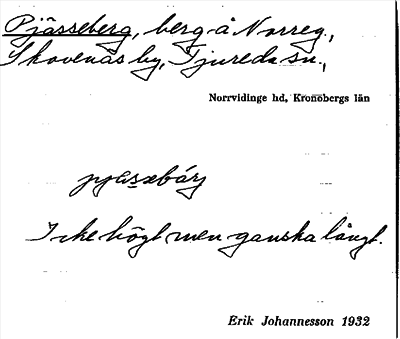 Pjässeberg, berg å Norreg.,
Skovenäs by, Tjureda sn.,
Norrvidinge hd, Kronobergs län
Icke högt men ganska långt.
Erik Johannesson 1932